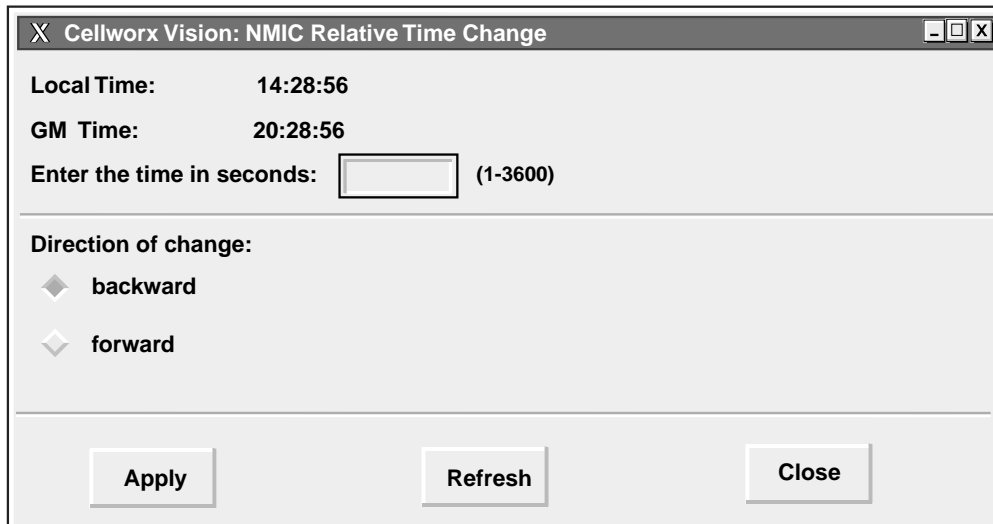 X Cellworx Vision: NMIC Relative Time Change
Local Time: 14:28:56
GM Time: 20:28:56
Enter the time in seconds: (1-3600)
Direction of change:
backward
forward
Apply Refresh Close